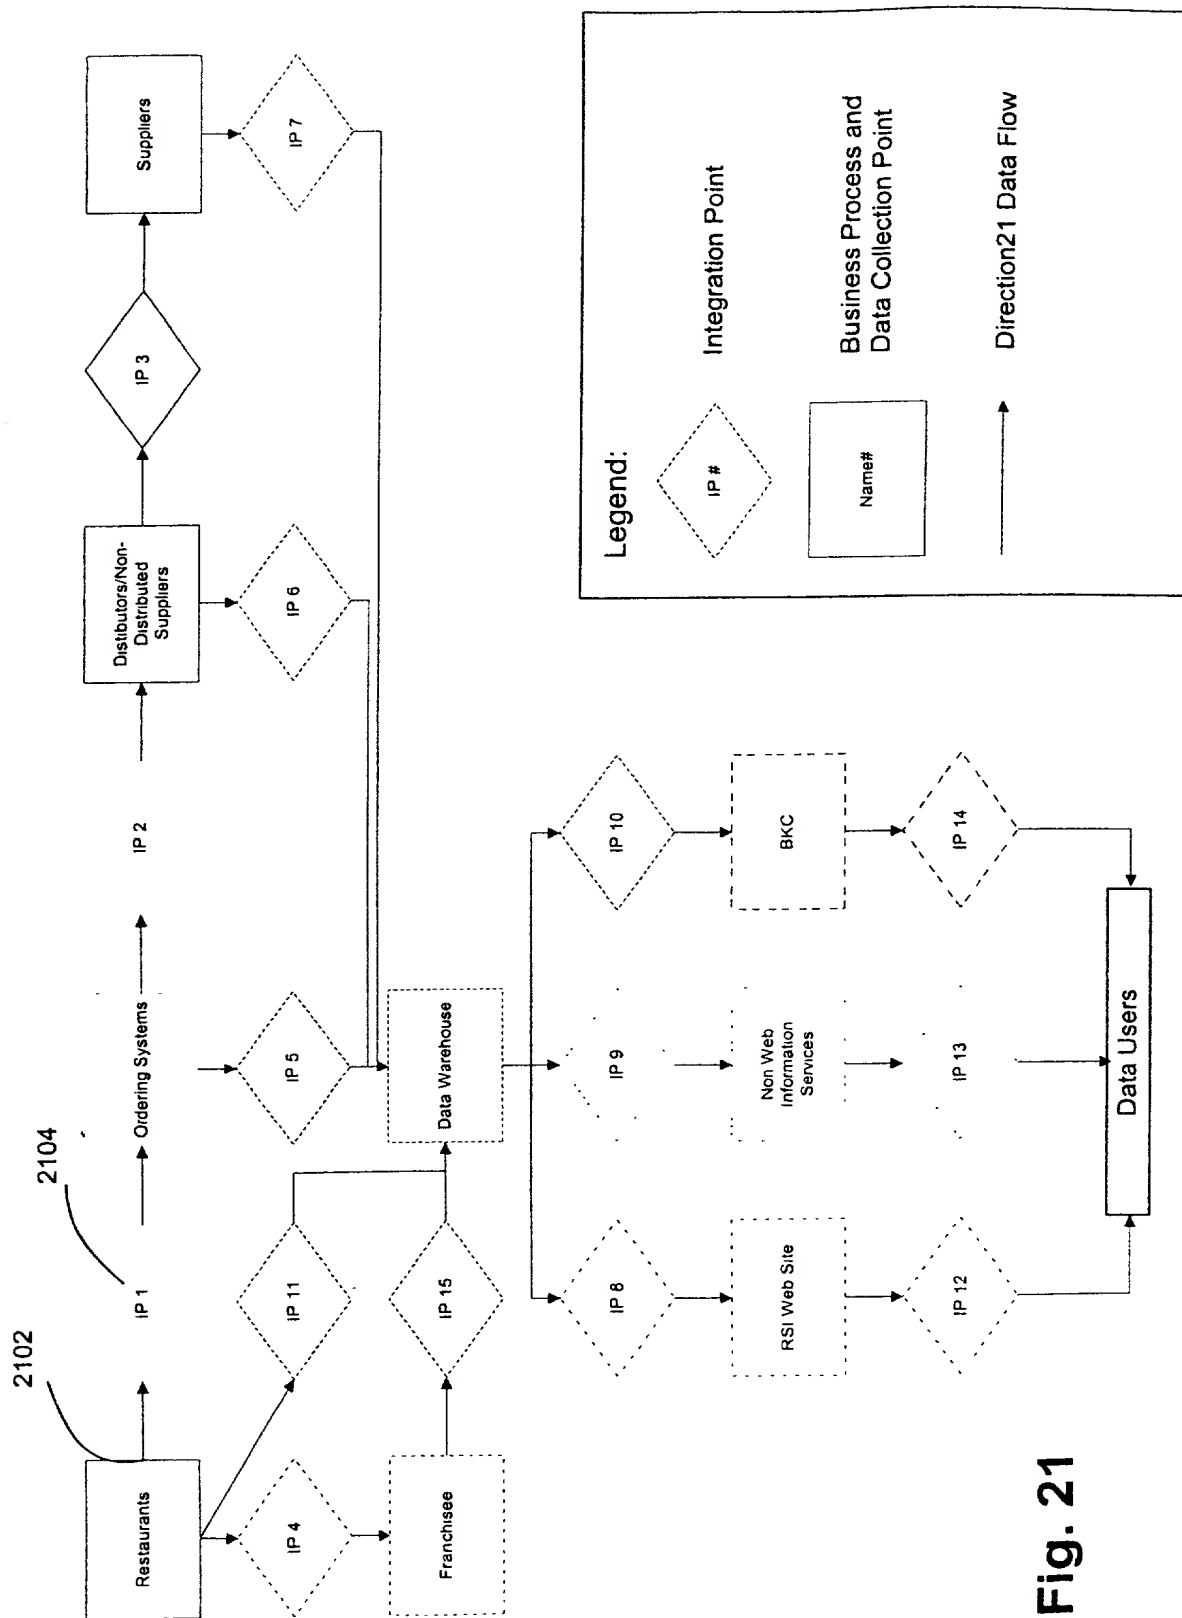 2102
2104
Restaurants
IP 1
Ordering Systems
IP 2
Distibutors/Non-
Distributed
Suppliers
IP 3
Suppliers
IP 4
IP 11
IP 5
IP 6
IP 7
Franchisee
IP 15
Data Warehouse
IP 8
IP 9
IP 10
RSI Web Site
Non Web
Information
Services
BKC
IP 12
IP 13
IP 14
Data Users
Legend:
IP #
Integration Point
Name#
Business Process and
Data Collection Point
Direction21 Data Flow
Fig. 21